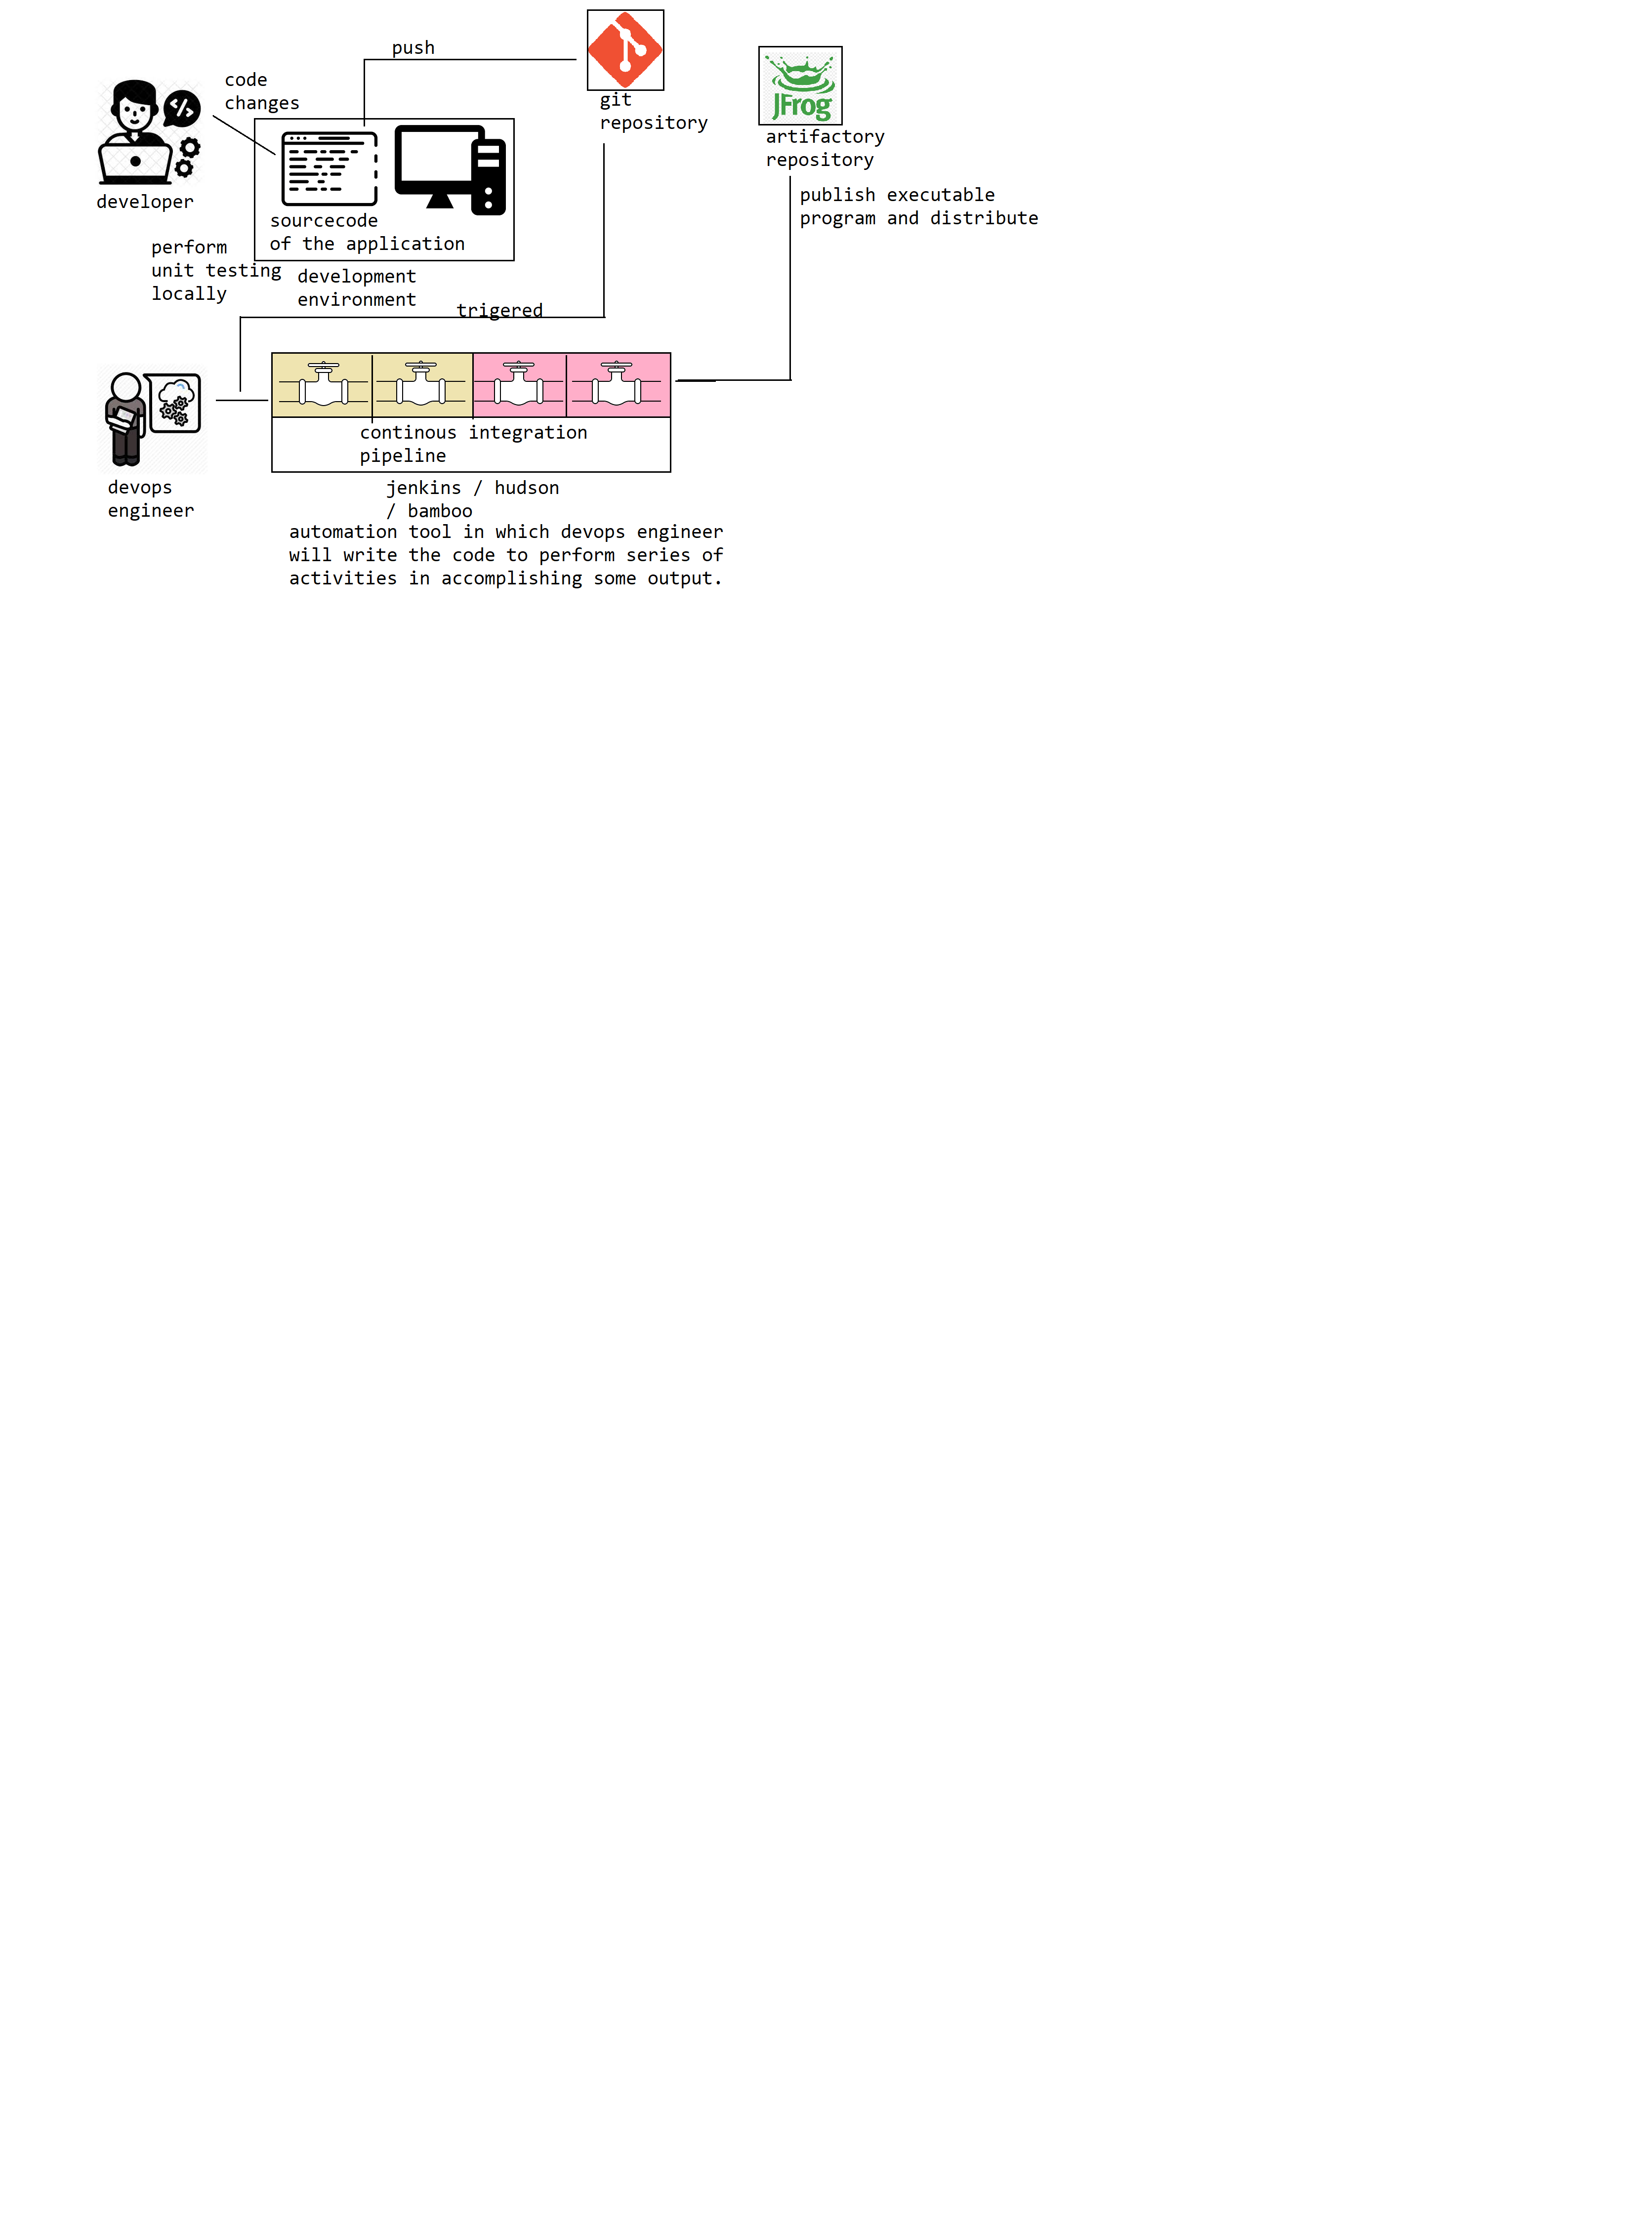 push
code
changes
</>
git
repository
JFrog
artifactory
repository
developer
publish executable
program and distribute
sourcecode
of the application
perform
unit testing
locally
development
environment
trigered
continous integration
pipeline
devops
engineer
jenkins / hudson
/ bamboo
automation tool in which devops engineer
will write the code to perform series of
activities in accomplishing some output.